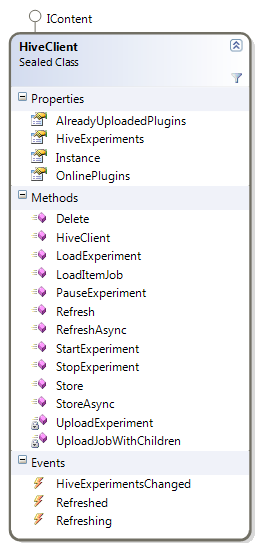 IContent
HiveClient
Sealed Class
Properties
AlreadyUploadedPlugins
HiveExperiments
Instance
OnlinePlugins
Methods
Delete
HiveClient
LoadExperiment
LoadItemJob
PauseExperiment
Refresh
RefreshAsync
StartExperiment
StopExperiment
Store
StoreAsync
UploadExperiment
UploadJobWithChildren
Events
HiveExperimentsChanged
Refreshed
Refreshing